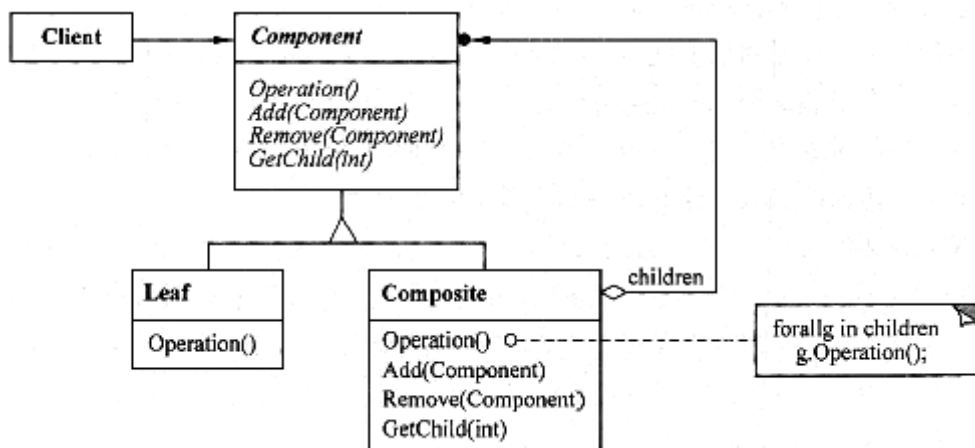 Client
Component
Operation()
Add(Component)
Remove(Component)
GetChild(int)
Leaf
Operation()
Composite
Operation()
Add(Component)
Remove(Component)
GetChild(int)
children
forallg in children
g.Operation();